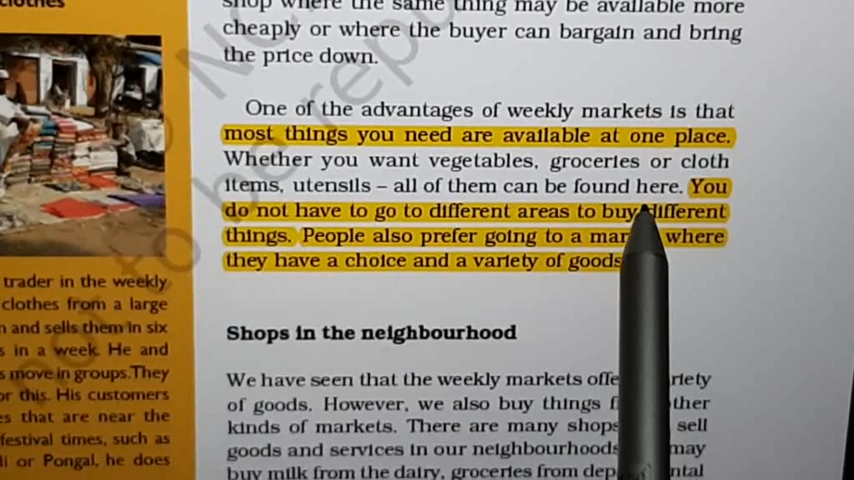 clothes
shop where the same thing may be available more
cheaply or where the buyer can bargain and bring
the price down.
One of the advantages of weekly markets is that
most things you need are available at one place.
Whether you want vegetables, groceries or cloth
items, utensils – all of them can be found here. You
do not have to go to different areas to buy different
things. People also prefer going to a where
they have a choice and a variety of goods
Shops in the neighbourhood
We have seen that the weekly markets
of goods. However, we also buy things
kinds of markets. There are many shops sell
goods and services in our neighbourhoods may
buy milk from the dairy, groceries from
trader in the weekly
clothes from a large
and sells them in six
in a week. He and
move in groups.They
for this. His customers
that are near the
festival times, such as
or Pongal, he does
not to be